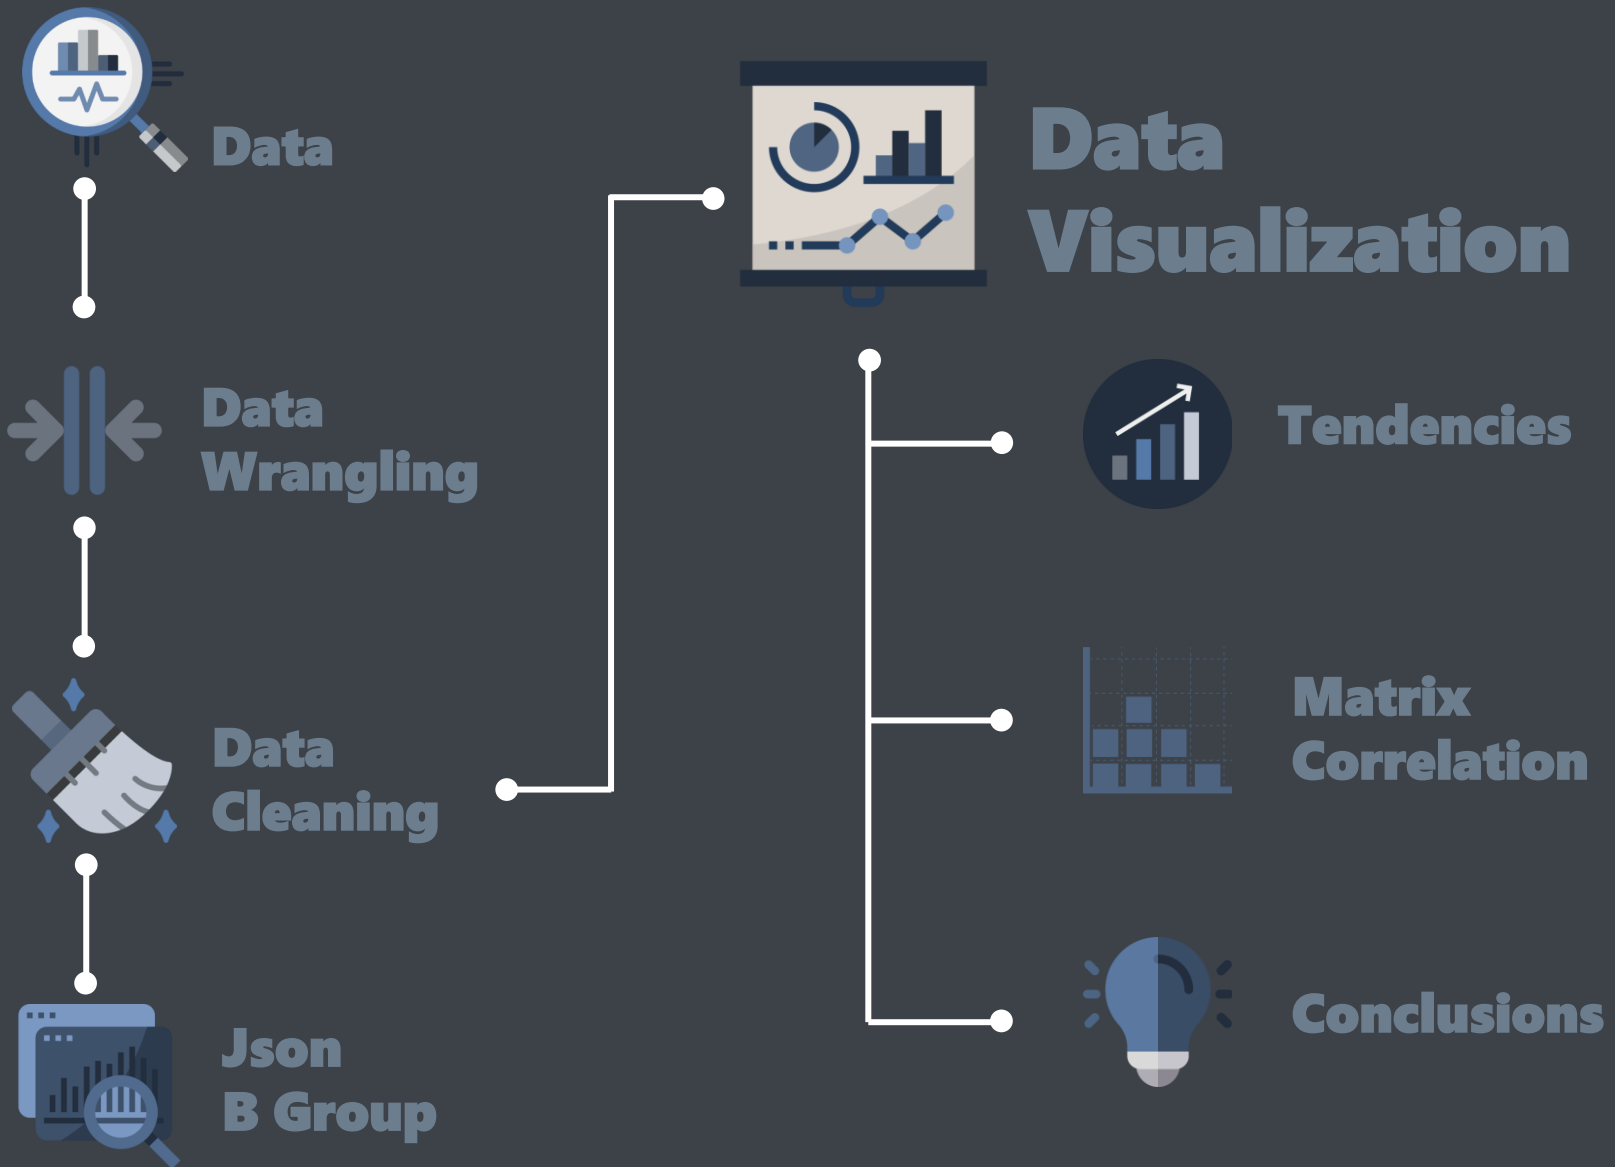 Data
Data
Wrangling
Data
Cleaning
Json
B Group
Data
Visualization
Tendencies
Matrix
Correlation
Conclusions